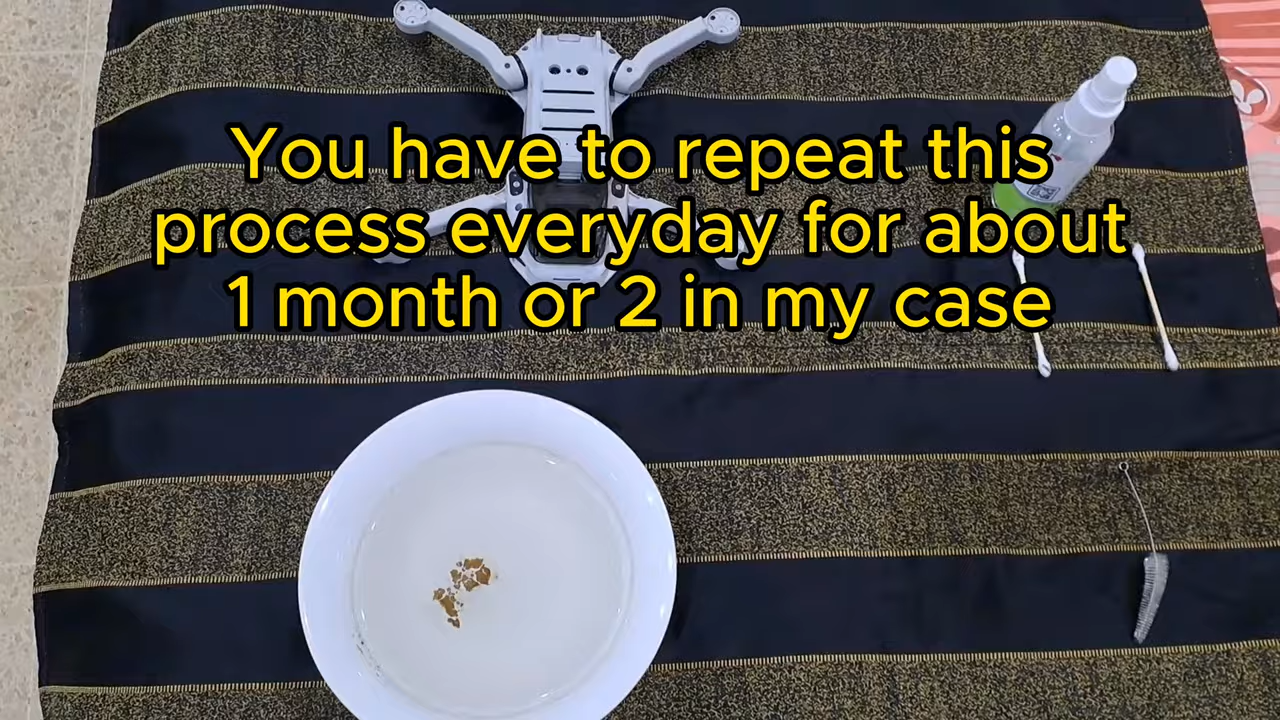 You have to repeat this
process everyday for about
1 month or 2 in my case